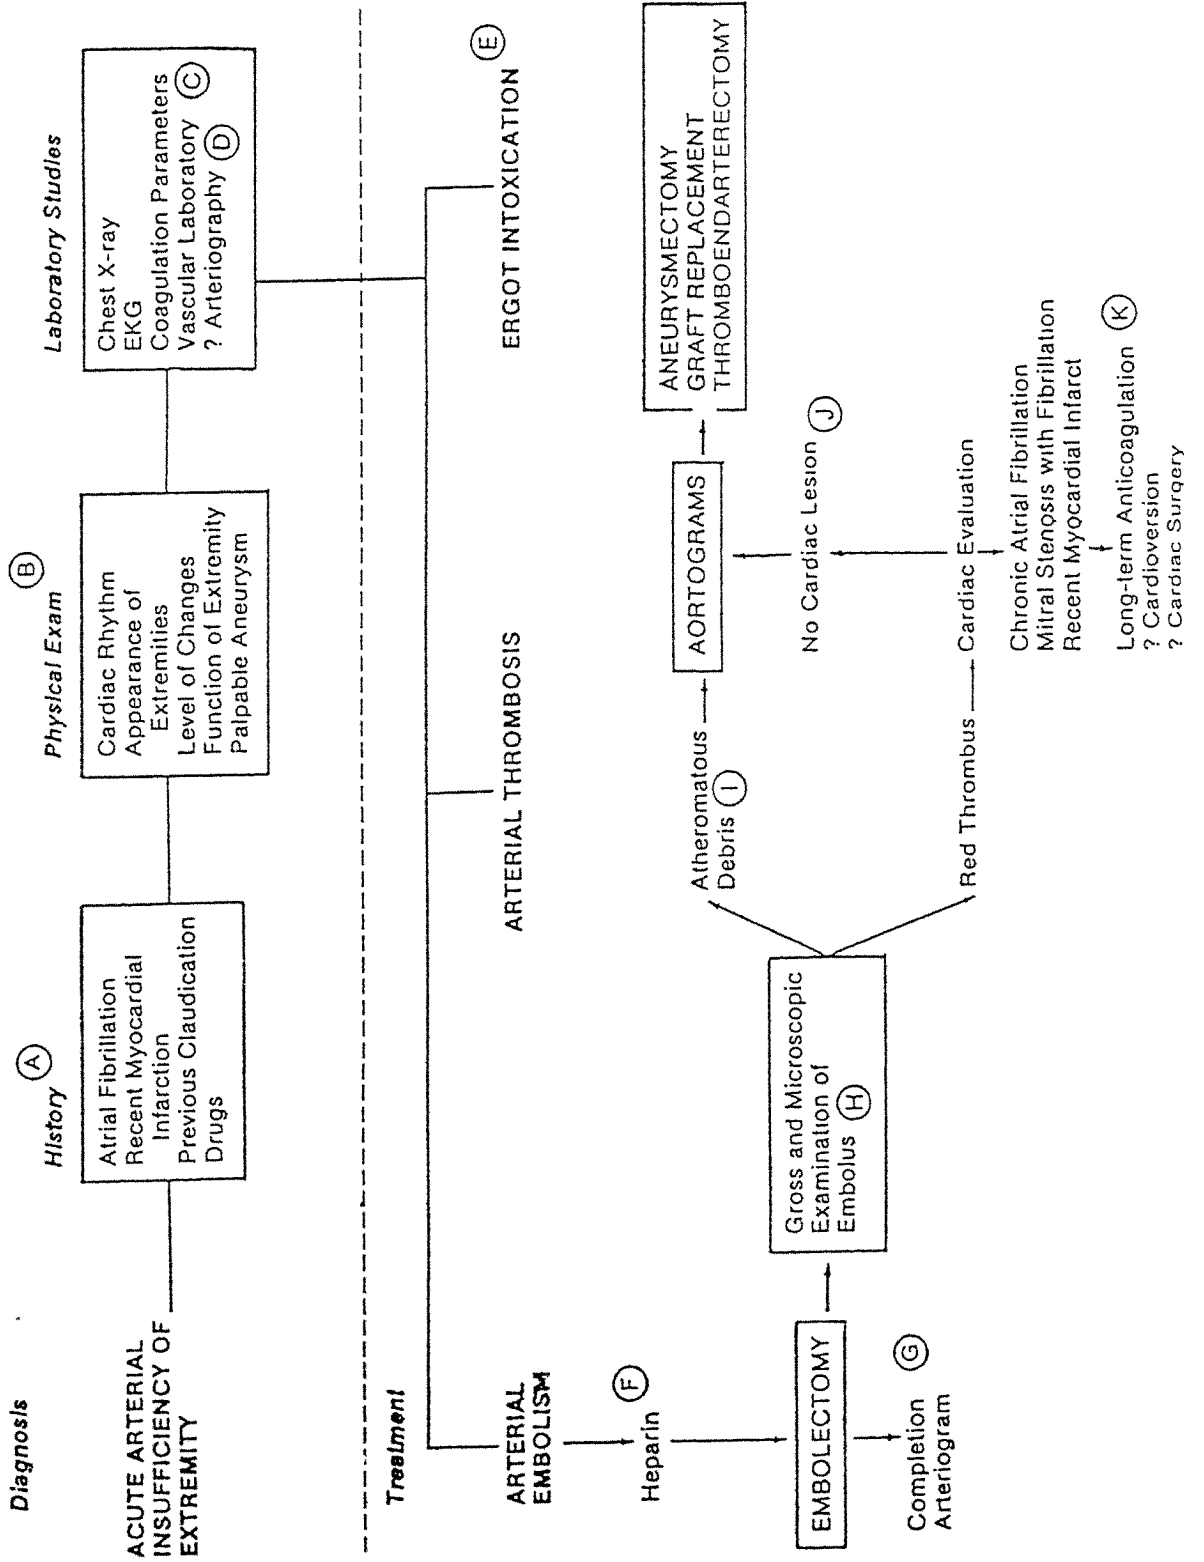 Diagnosis
History (A)
Physical Exam (B)
Laboratory Studies
ACUTE ARTERIAL
INSUFFICIENCY OF
EXTREMITY
Atrial Fibrillation
Recent Myocardial
Infarction
Previous Claudication
Drugs
Cardiac Rhythm
Appearance of
Extremities
Level of Changes
Function of Extremity
Palpable Aneurysm
Chest X-ray
EKG
Coagulation Parameters
Vascular Laboratory (C)
? Arteriography (D)
Treatment
ARTERIAL
EMBOLISM
ARTERIAL THROMBOSIS
ERGOT INTOXICATION (E)
Heparin (F)
EMBOLECTOMY
Completion (G)
Arteriogram
Gross and Microscopic
Examination of
Embolus (H)
Atheromatous
Debris (I)
AORTOGRAMS
ANEURYSMECTOMY
GRAFT REPLACEMENT
THROMBOENDARTERECTOMY
No Cardiac Lesion (J)
Red Thrombus
Cardiac Evaluation
Chronic Atrial Fibrillation
Mitral Stenosis with Fibrillation
Recent Myocardial Infarct
Long-term Anticoagulation (K)
? Cardioversion
? Cardiac Surgery